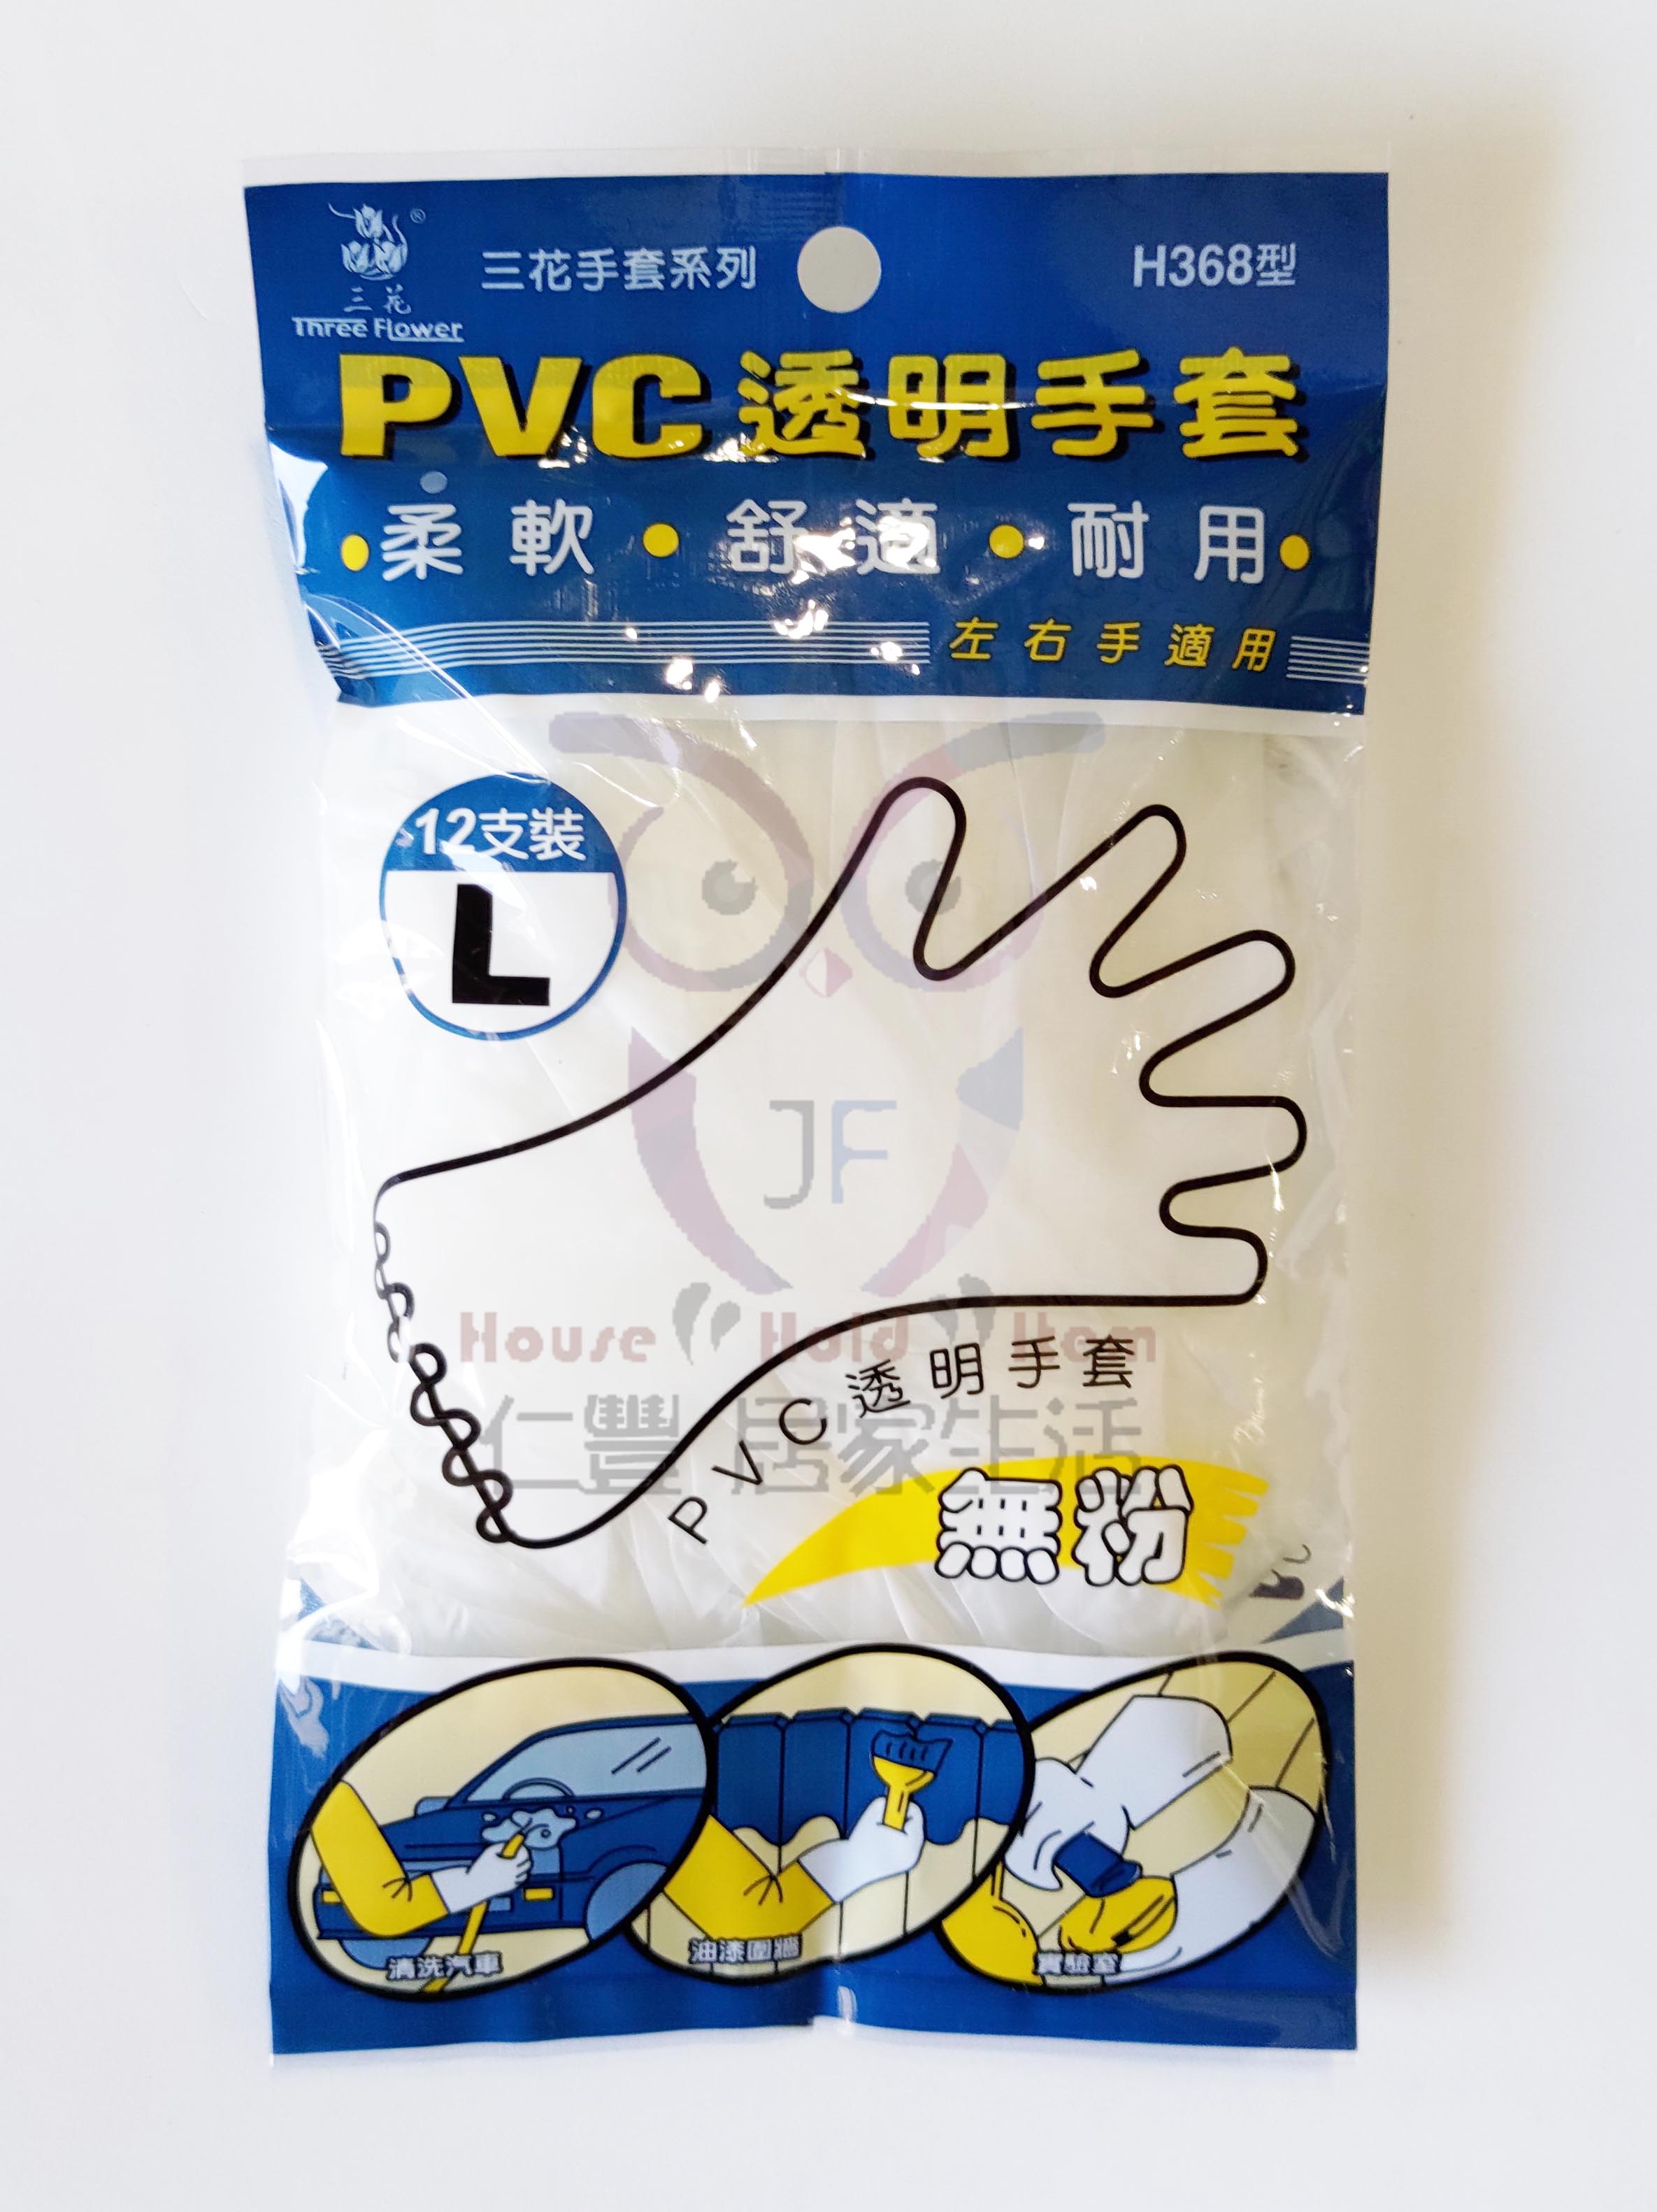 三花手套系列
H368型
三花
Three Flower
PVC透明手套
柔軟・舒適・耐用
左右手適用
12支裝
L
JF
House Hold Item
仁豐 居家生活
PVC透明手套
無粉
清洗汽車
油漆圍牆
實驗室